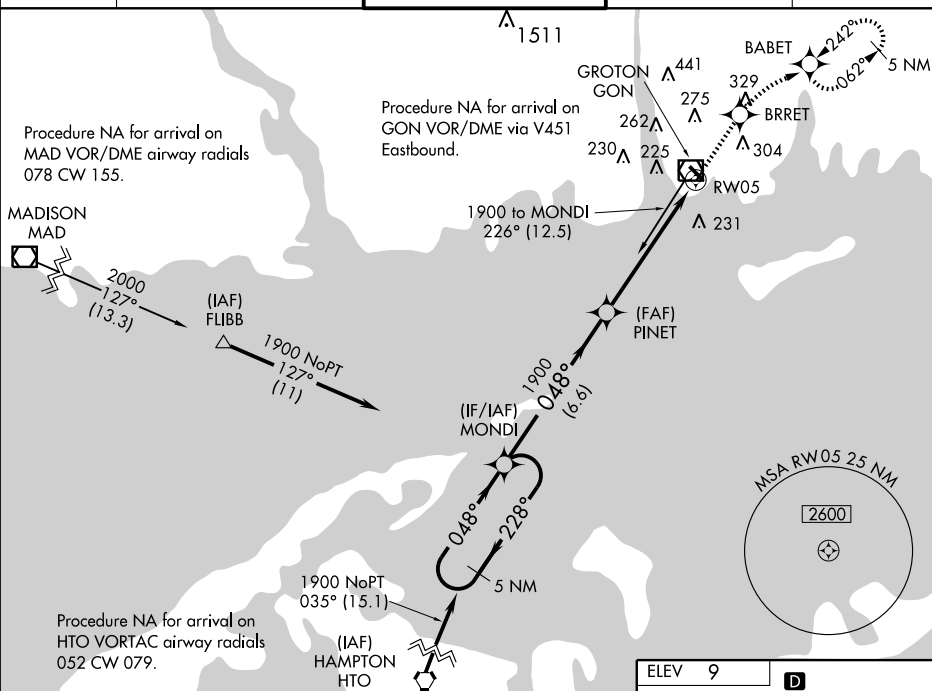 1511
BABET
242°
062°
5 NM
441
GROTON
GON
329
275
BRRET
262
304
230
225
RW05
231
Procedure NA for arrival on
GON VOR/DME via V451
Eastbound.
Procedure NA for arrival on
MAD VOR/DME airway radials
078 CW 155.
1900 to MONDI
226° (12.5)
MADISON
MAD
2000
127°
(13.3)
(IAF)
FLIBB
1900 NoPT
127°
(11)
(FAF)
PINET
1900
048°
(6.6)
(IF/IAF)
MONDI
048°
228°
5 NM
MSA RW05 25 NM
2600
1900 NoPT
035° (15.1)
Procedure NA for arrival on
HTO VORTAC airway radials
052 CW 079.
(IAF)
HAMPTON
HTO
ELEV 9
D